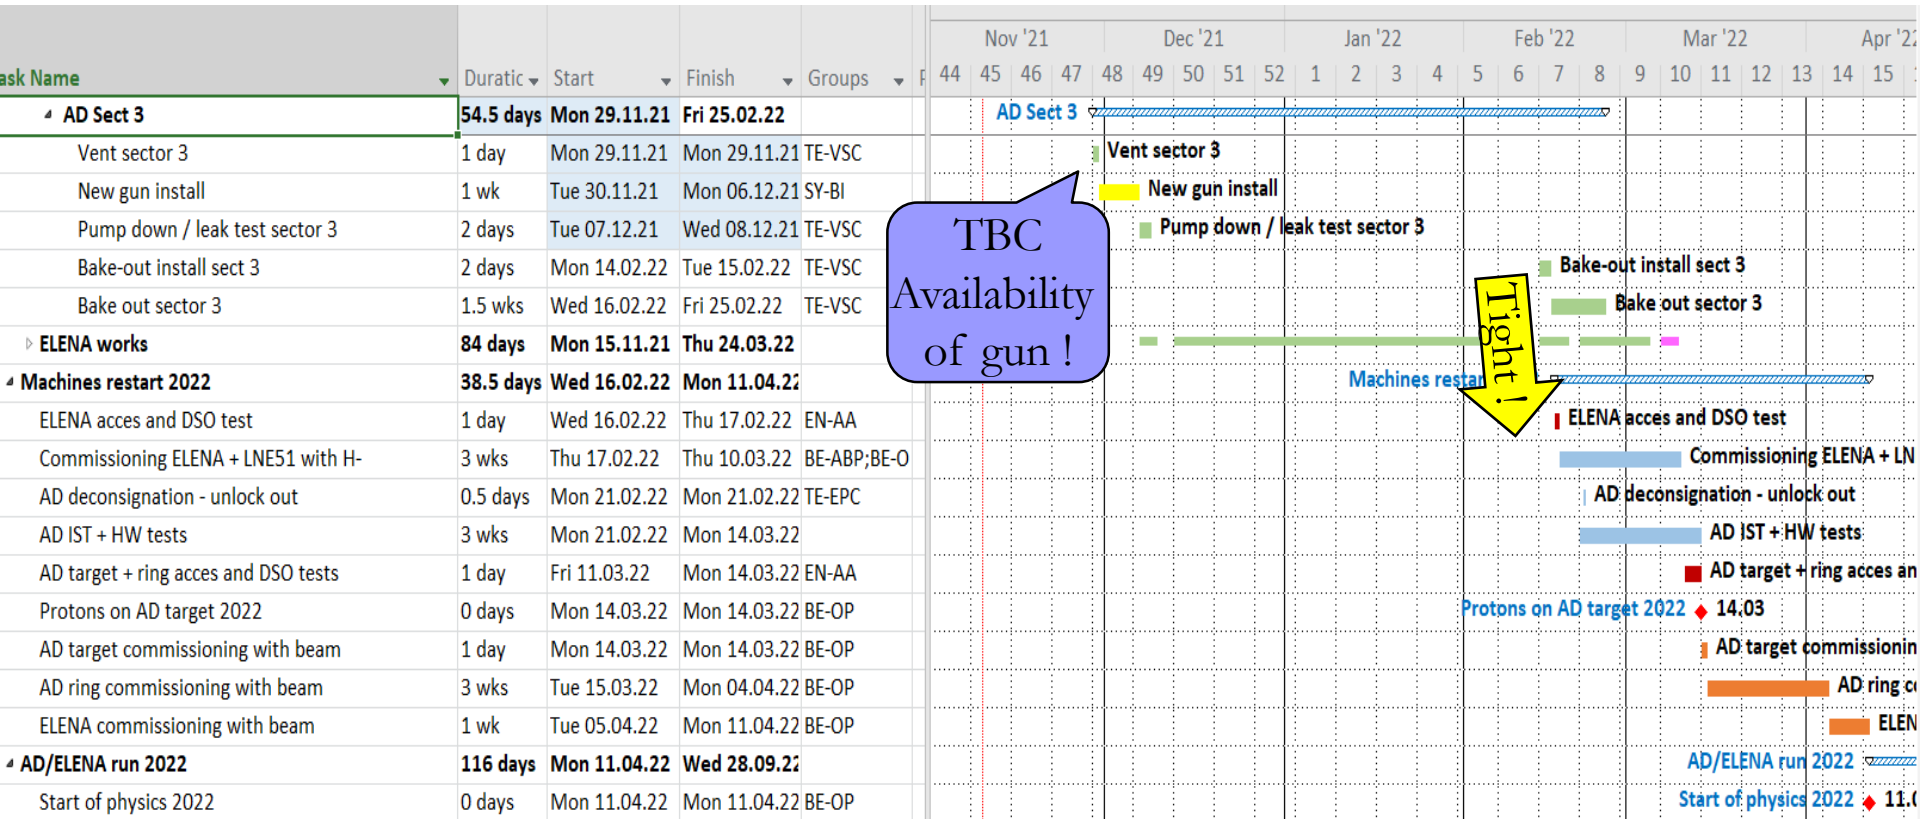 ask Name Duratic Start Finish Groups F
Nov '21 Dec '21 Jan '22 Feb '22 Mar '22 Apr '22
44 45 46 47 48 49 50 51 52 1 2 3 4 5 6 7 8 9 10 11 12 13 14 15
AD Sect 3 54.5 days Mon 29.11.21 Fri 25.02.22 AD Sect 3
Vent sector 3 1 day Mon 29.11.21 Mon 29.11.21 TE-VSC Vent sector 3
New gun install 1 wk Tue 30.11.21 Mon 06.12.21 SY-BI New gun install
Pump down / leak test sector 3 2 days Tue 07.12.21 Wed 08.12.21 TE-VSC Pump down / leak test sector 3
Bake-out install sect 3 2 days Mon 14.02.22 Tue 15.02.22 TE-VSC Bake-out install sect 3
Bake out sector 3 1.5 wks Wed 16.02.22 Fri 25.02.22 TE-VSC Bake out sector 3
TBC
Availability
of gun !
Tight !
ELENA works 84 days Mon 15.11.21 Thu 24.03.22
Machines restart 2022 38.5 days Wed 16.02.22 Mon 11.04.22 Machines restar
ELENA acces and DSO test 1 day Wed 16.02.22 Thu 17.02.22 EN-AA ELENA acces and DSO test
Commissioning ELENA + LNE51 with H- 3 wks Thu 17.02.22 Thu 10.03.22 BE-ABP;BE-O Commissioning ELENA + LN
AD deconsignation - unlock out 0.5 days Mon 21.02.22 Mon 21.02.22 TE-EPC AD deconsignation - unlock out
AD IST + HW tests 3 wks Mon 21.02.22 Mon 14.03.22 AD IST + HW tests
AD target + ring acces and DSO tests 1 day Fri 11.03.22 Mon 14.03.22 EN-AA AD target + ring acces an
Protons on AD target 2022 0 days Mon 14.03.22 Mon 14.03.22 BE-OP Protons on AD target 2022 14.03
AD target commissioning with beam 1 day Mon 14.03.22 Mon 14.03.22 BE-OP AD target commissionin
AD ring commissioning with beam 3 wks Tue 15.03.22 Mon 04.04.22 BE-OP AD ring co
ELENA commissioning with beam 1 wk Tue 05.04.22 Mon 11.04.22 BE-OP ELEN
AD/ELENA run 2022 116 days Mon 11.04.22 Wed 28.09.22 AD/ELENA run 2022
Start of physics 2022 0 days Mon 11.04.22 Mon 11.04.22 BE-OP Start of physics 2022 11.0